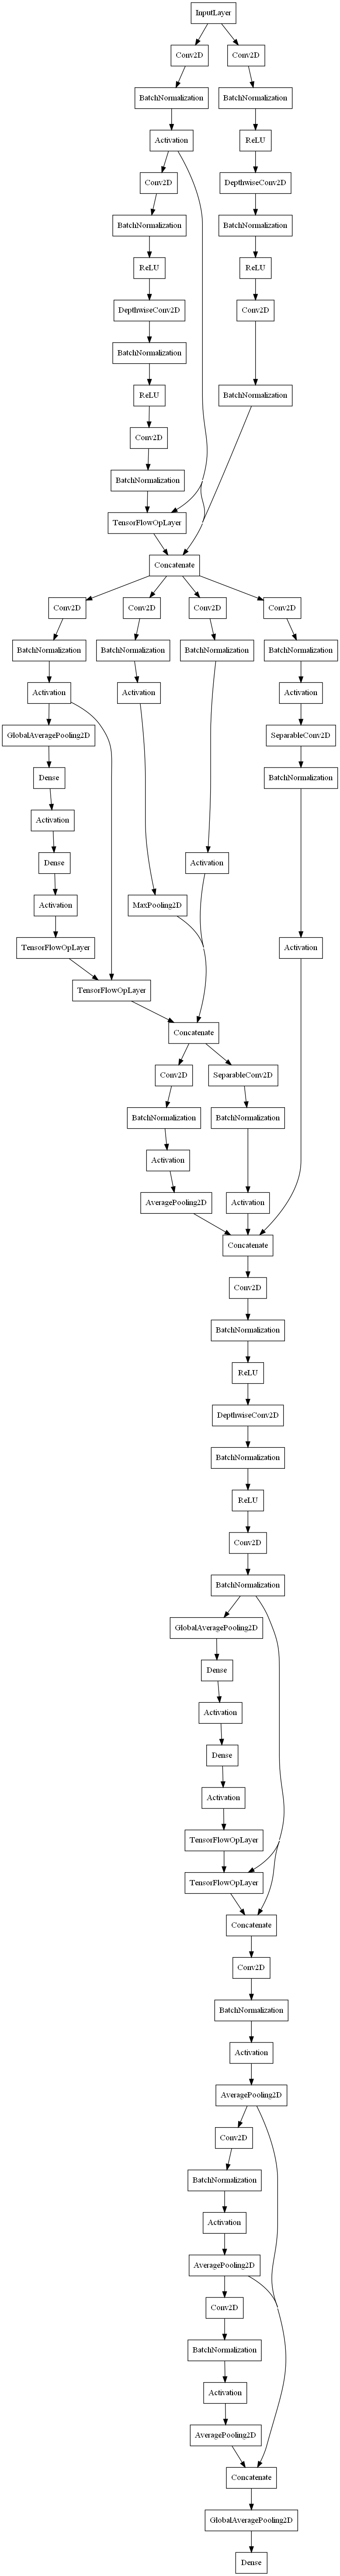 InputLayer
Conv2D
Conv2D
BatchNormalization
BatchNormalization
Activation
ReLU
Conv2D
DepthwiseConv2D
BatchNormalization
BatchNormalization
ReLU
ReLU
DepthwiseConv2D
Conv2D
BatchNormalization
ReLU
BatchNormalization
Conv2D
BatchNormalization
TensorFlowOpLayer
Concatenate
Conv2D
Conv2D
Conv2D
Conv2D
BatchNormalization
BatchNormalization
BatchNormalization
BatchNormalization
Activation
Activation
Activation
GlobalAveragePooling2D
SeparableConv2D
Dense
BatchNormalization
Activation
Dense
Activation
Activation
MaxPooling2D
TensorFlowOpLayer
Activation
TensorFlowOpLayer
Concatenate
Conv2D
SeparableConv2D
BatchNormalization
BatchNormalization
Activation
AveragePooling2D
Activation
Concatenate
Conv2D
BatchNormalization
ReLU
DepthwiseConv2D
BatchNormalization
ReLU
Conv2D
BatchNormalization
GlobalAveragePooling2D
Dense
Activation
Dense
Activation
TensorFlowOpLayer
TensorFlowOpLayer
Concatenate
Conv2D
BatchNormalization
Activation
AveragePooling2D
Conv2D
BatchNormalization
Activation
AveragePooling2D
Conv2D
BatchNormalization
Activation
AveragePooling2D
Concatenate
GlobalAveragePooling2D
Dense